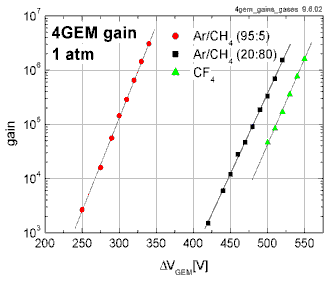 4gem_gains_gases 9.6.02
4GEM gain
1 atm
Ar/CH4 (95:5)
Ar/CH4 (20:80)
CF4
gain
10^7
10^6
10^5
10^4
10^3
200 250 300 350 400 450 500 550 600
ΔV_GEM[V]